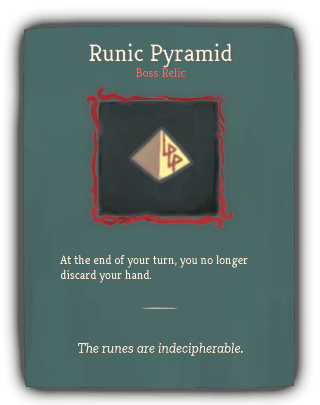 Runic Pyramid
Boss Relic
At the end of your turn, you no longer
discard your hand.
The runes are indecipherable.